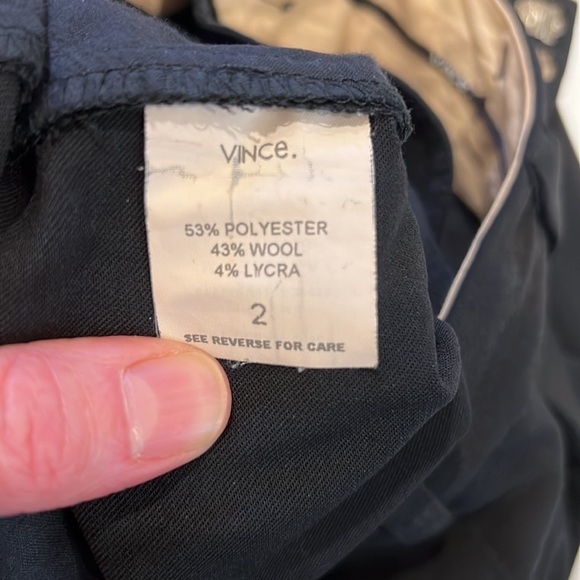 VINCe.
53% POLYESTER
43% WOOL
4% LYCRA
2
SEE REVERSE FOR CARE